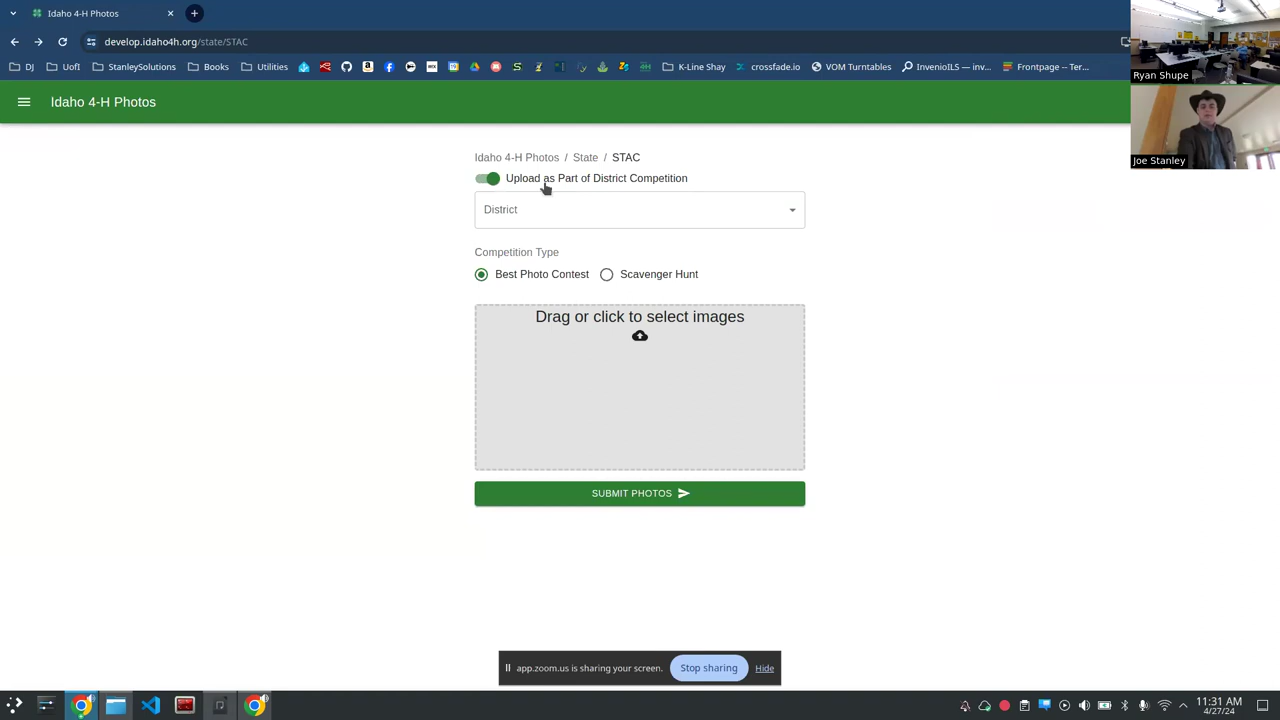 Idaho 4-H Photos
develop.idaho4h.org/state/STAC
DJ
UofI
StanleySolutions
Books
Utilities
K-Line Shay
crossfade.io
VOM Turntables
InvenioILS — inv...
Frontpage -- Ter...
Ryan Shupe
Idaho 4-H Photos
Joe Stanley
Idaho 4-H Photos / State / STAC
Upload as Part of District Competition
District
Competition Type
Best Photo Contest
Scavenger Hunt
Drag or click to select images
SUBMIT PHOTOS
app.zoom.us is sharing your screen.
Stop sharing
Hide
11:31 AM
4/27/24